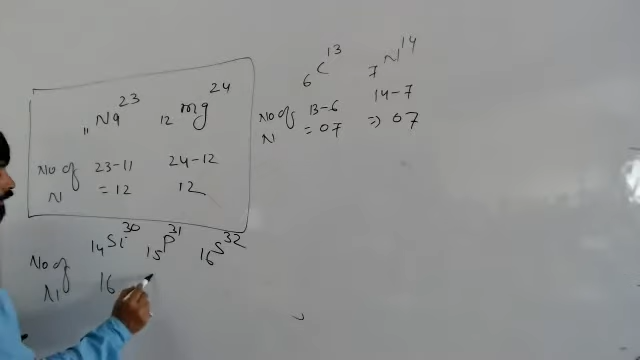 ₁₁Na²³ ₁₂mg²⁴
No of N 23-11 = 12 24-12 12
₆C¹³ ₇N¹⁴
No of N 13-6 = 07 14-7 ⇒ 07
₁₄Si³⁰ ₁₅P³¹ ₁₆S³²
No of N 16